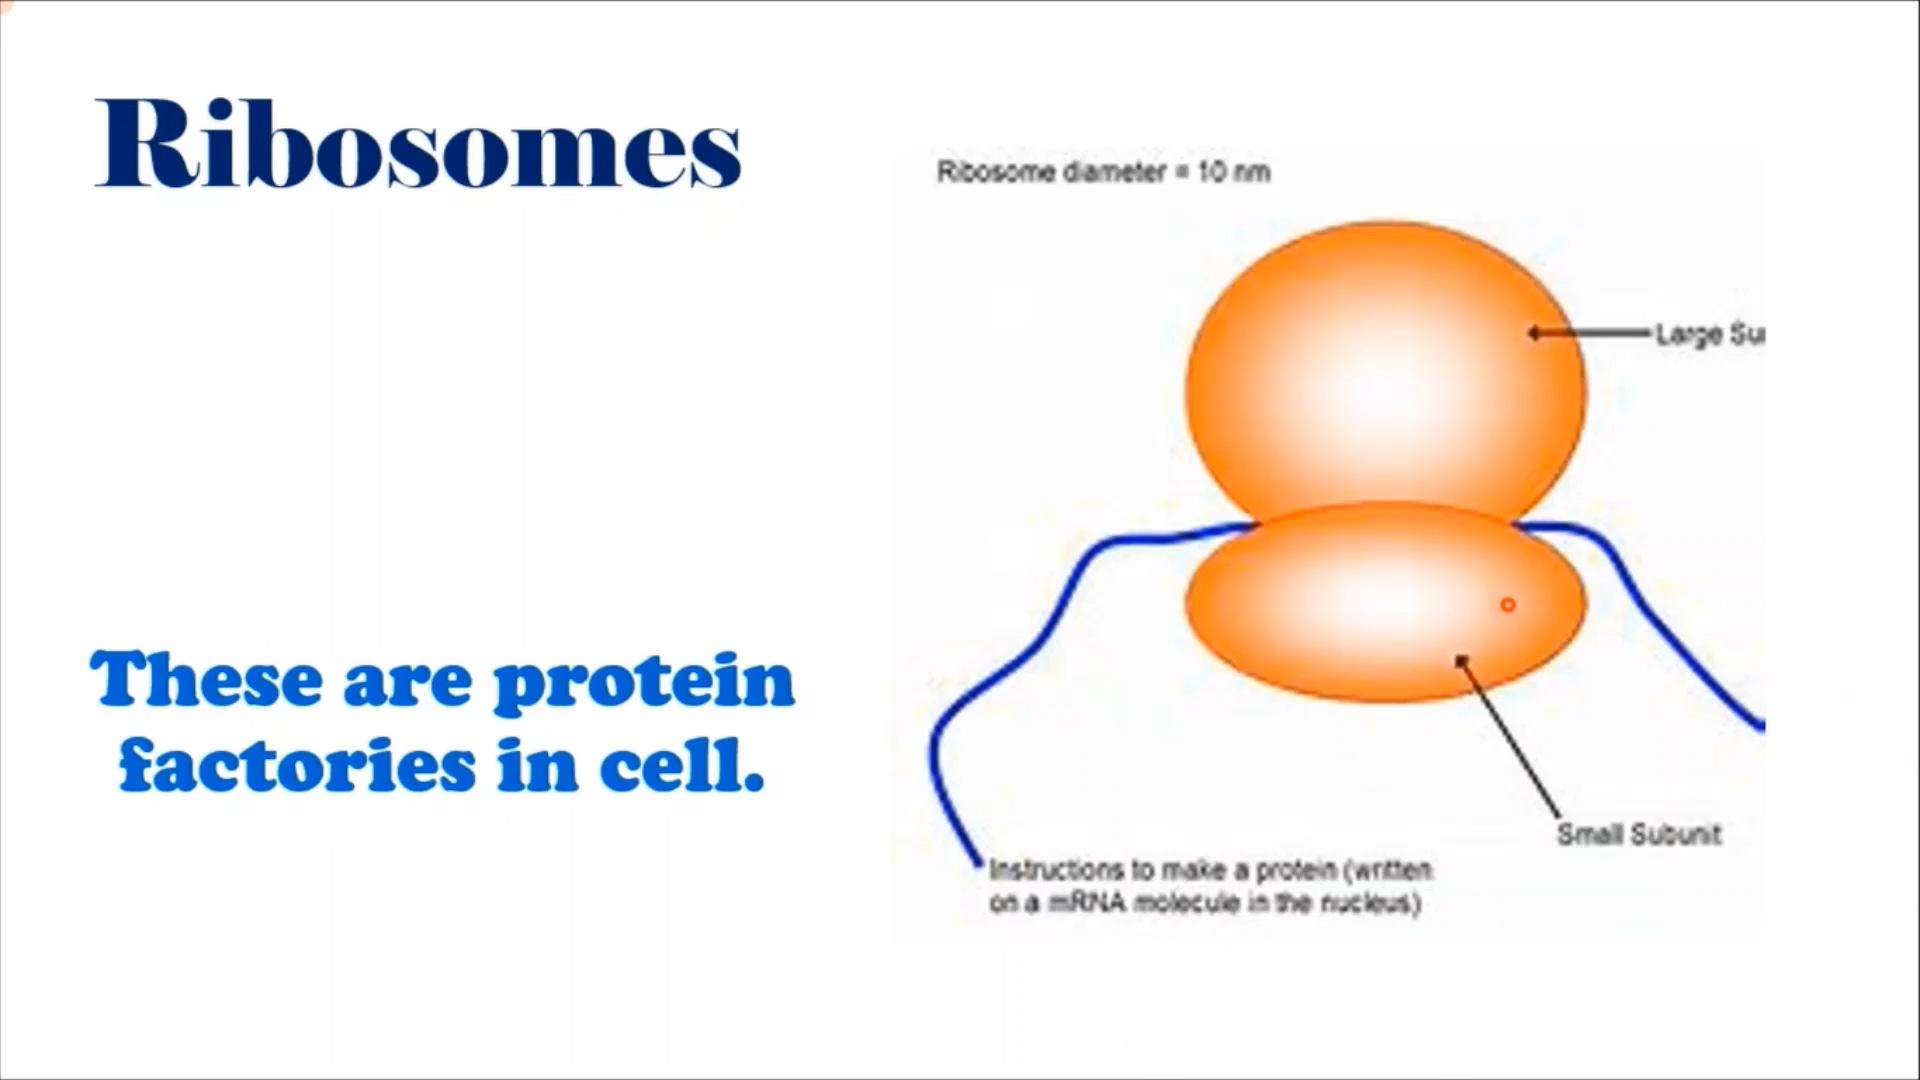 Ribosomes
Ribosome diameter = 10 nm
Large Su
These are protein
factories in cell.
Small Subunit
Instructions to make a protein (written
on a mRNA molecule in the nucleus)